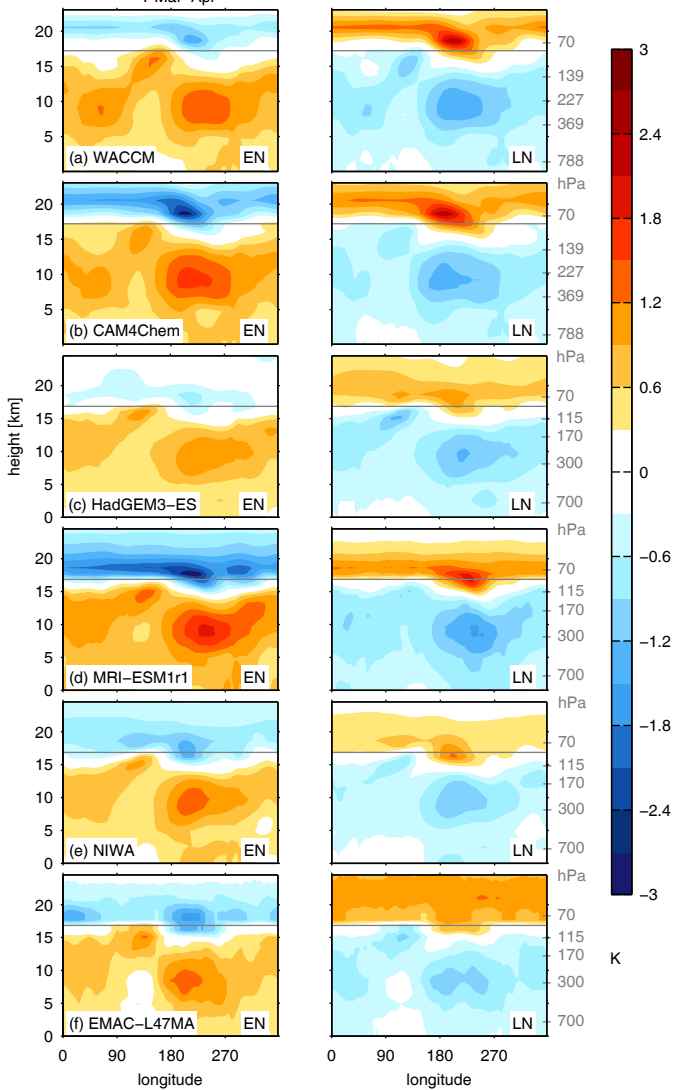 20
15
10
5
(a) WACCM
EN
LN
70
139
227
369
788
20
15
10
5
0
(b) CAM4Chem
EN
LN
hPa
70
139
227
369
788
height [km]
20
15
10
5
0
(c) HadGEM3−ES
EN
LN
hPa
70
115
170
300
700
20
15
10
5
0
(d) MRI−ESM1r1
EN
LN
hPa
70
115
170
300
700
20
15
10
5
0
(e) NIWA
EN
LN
hPa
70
115
170
300
700
20
15
10
5
0
(f) EMAC−L47MA
EN
LN
hPa
70
115
170
300
700
0 90 180 270
longitude
0 90 180 270
longitude
3
2.4
1.8
1.2
0.6
0
−0.6
−1.2
−1.8
−2.4
−3
K